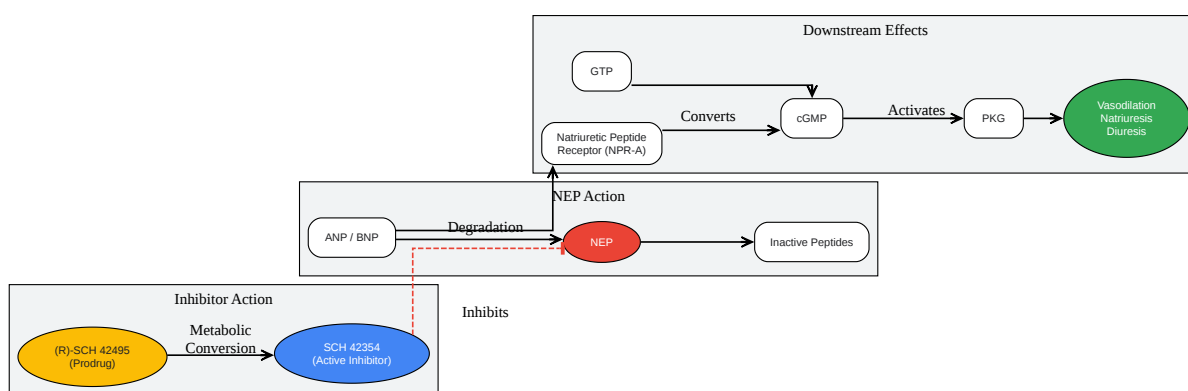 Downstream Effects
GTP
Converts
cGMP
Activates
PKG
Vasodilation
Natriuresis
Diuresis
Natriuretic Peptide
Receptor (NPR-A)
NEP Action
ANP / BNP
Degradation
NEP
Inactive Peptides
Inhibitor Action
Inhibits
(R)-SCH 42495
(Prodrug)
Metabolic
Conversion
SCH 42354
(Active Inhibitor)